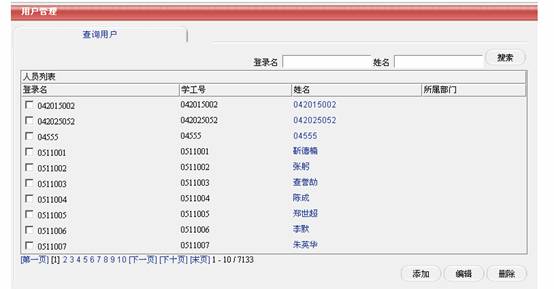 用户管理
查询用户
登录名 姓名 搜索
人员列表
登录名 学工号 姓名 所属部门
042015002 042015002 042015002
042025052 042025052 042025052
04555 04555 04555
0511001 0511001 靳德楠
0511002 0511002 张帆
0511003 0511003 查誉劼
0511004 0511004 陈成
0511005 0511005 郑世超
0511006 0511006 李默
0511007 0511007 朱英华
[第一页] [1] 2 3 4 5 6 7 8 9 10 [下一页] [下十页] [末页] 1 - 10 / 7133
添加 编辑 删除